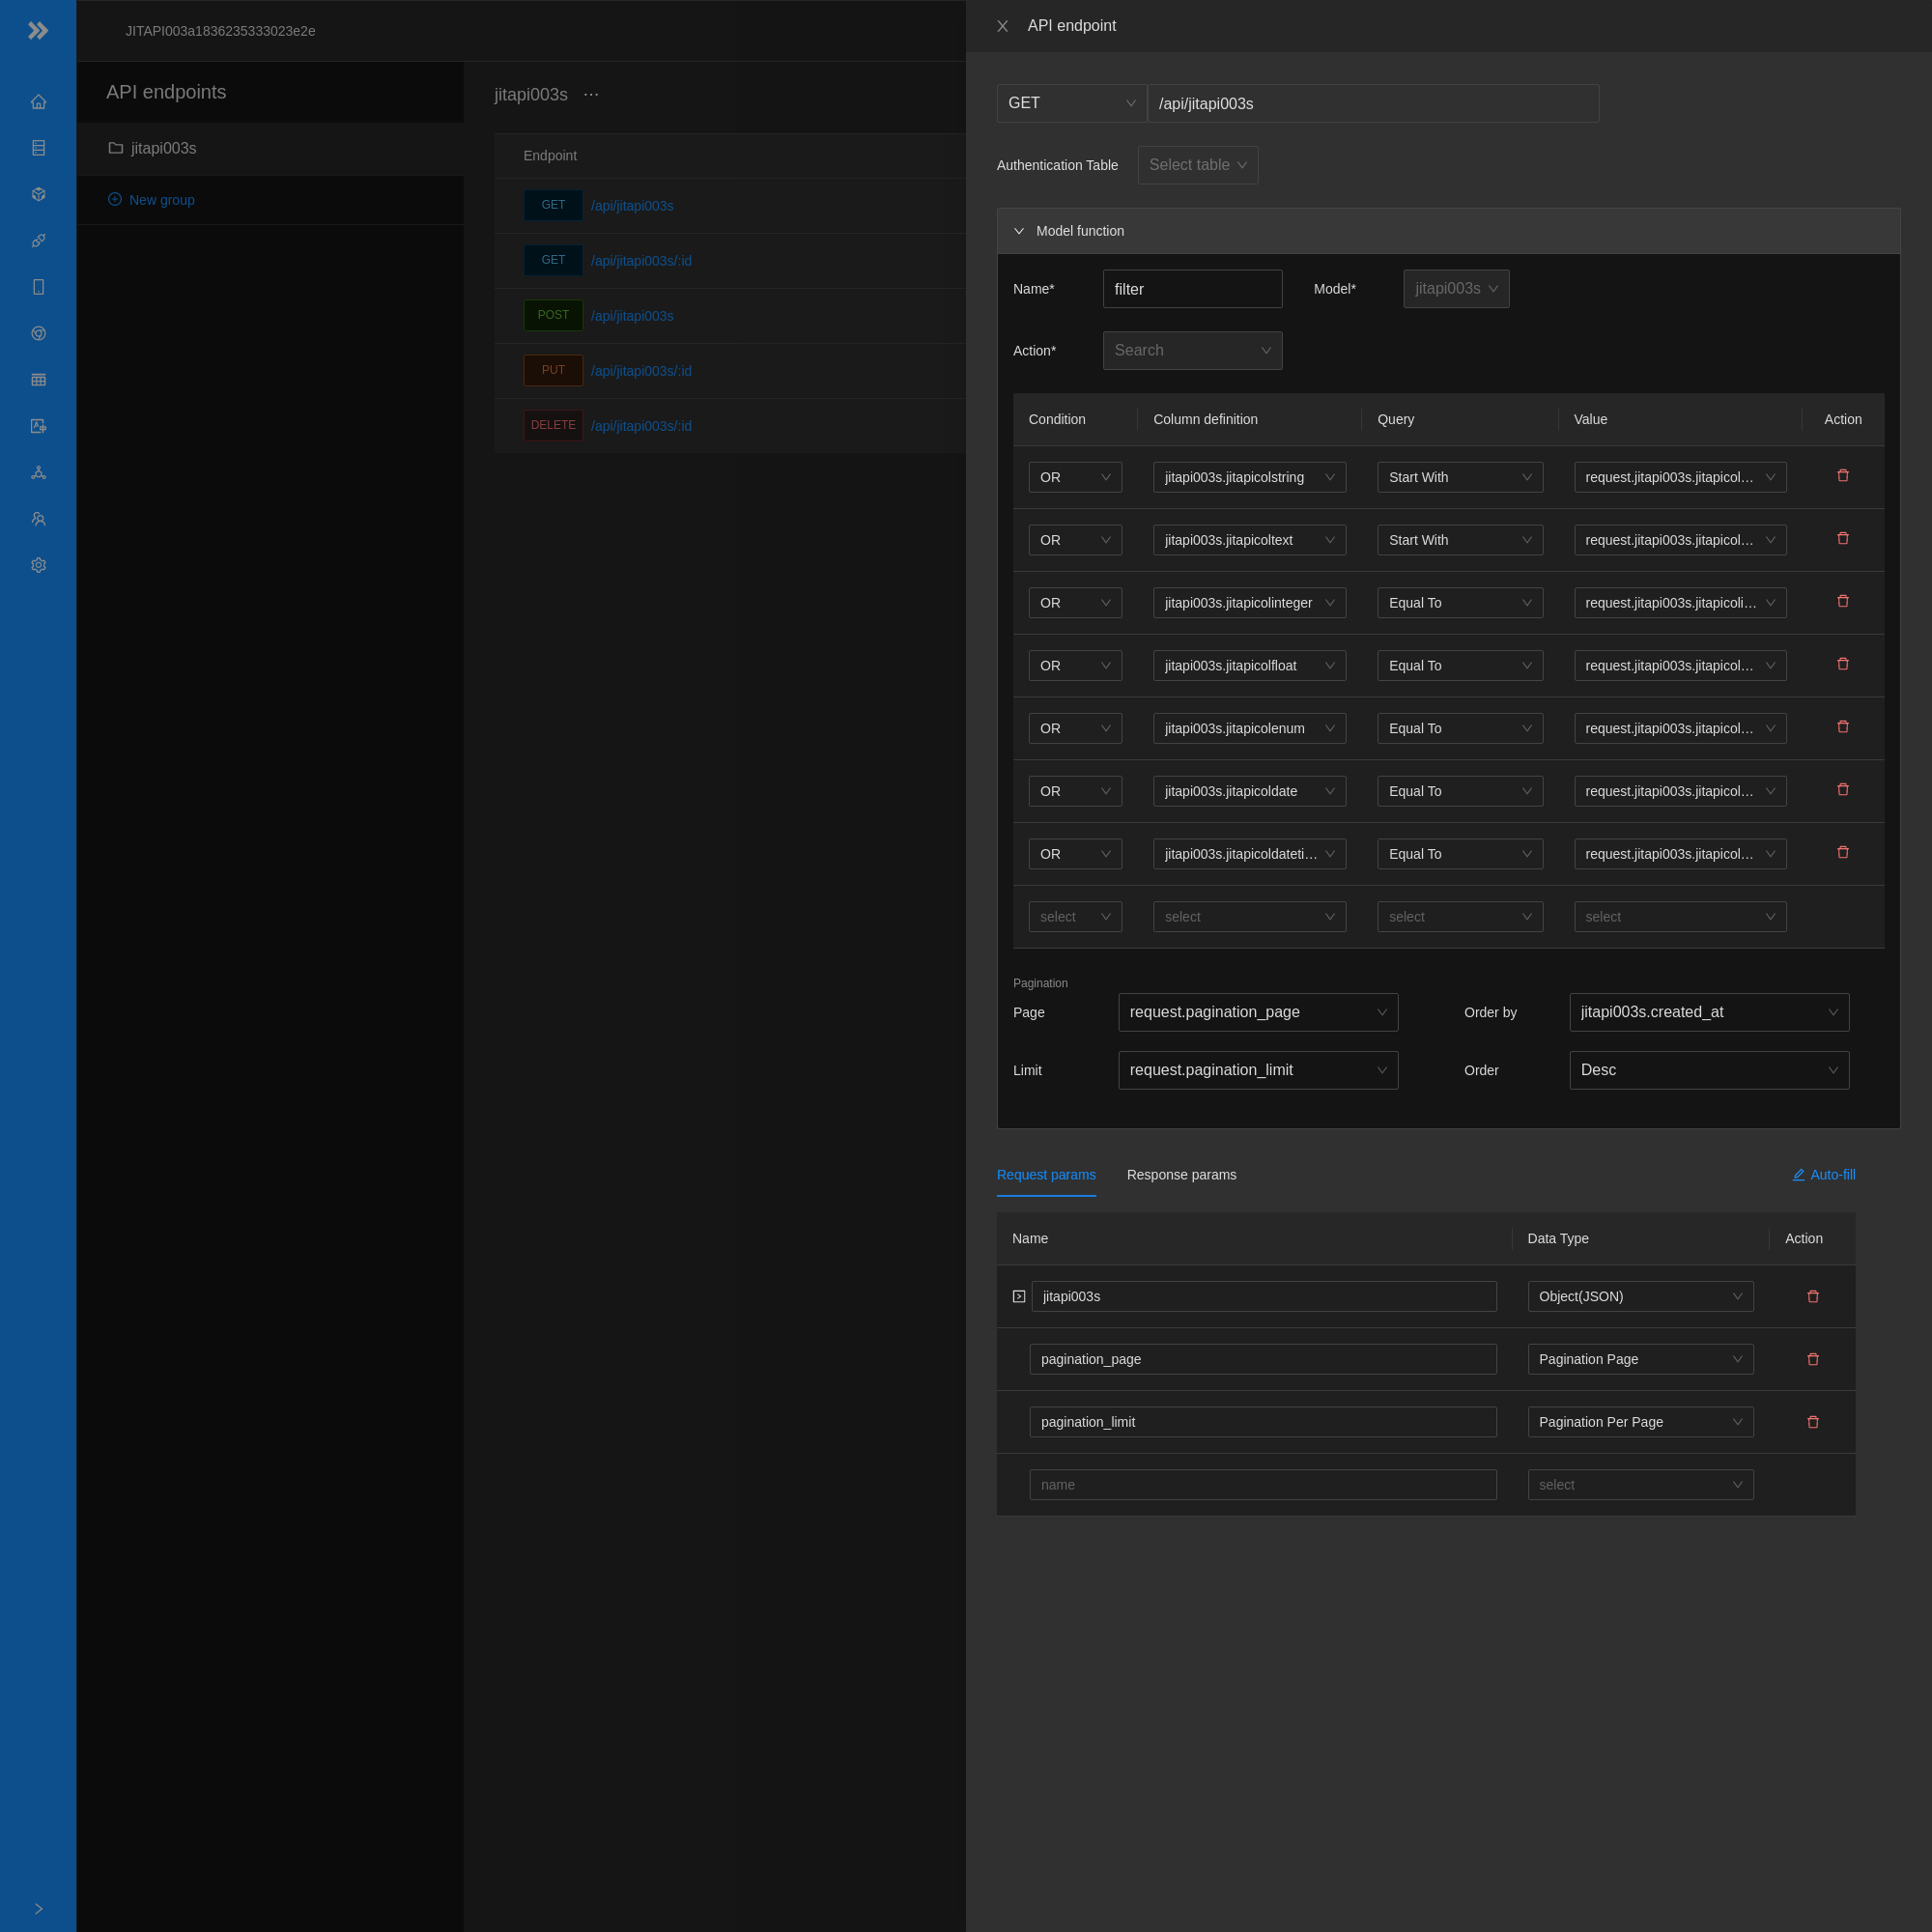 JITAPI003a1836235333023e2e
API endpoints
jitapi003s
New group
jitapi003s ···
Endpoint
GET /api/jitapi003s
GET /api/jitapi003s/:id
POST /api/jitapi003s
PUT /api/jitapi003s/:id
DELETE /api/jitapi003s/:id
API endpoint
GET /api/jitapi003s
Authentication Table Select table
Model function
Name* filter Model* jitapi003s
Action* Search
Condition Column definition Query Value Action
OR jitapi003s.jitapicolstring Start With request.jitapi003s.jitapicol…
OR jitapi003s.jitapicoltext Start With request.jitapi003s.jitapicol…
OR jitapi003s.jitapicolinteger Equal To request.jitapi003s.jitapicoli…
OR jitapi003s.jitapicolfloat Equal To request.jitapi003s.jitapicol…
OR jitapi003s.jitapicolenum Equal To request.jitapi003s.jitapicol…
OR jitapi003s.jitapicoldate Equal To request.jitapi003s.jitapicol…
OR jitapi003s.jitapicoldateti… Equal To request.jitapi003s.jitapicol…
select select select select
Pagination
Page request.pagination_page Order by jitapi003s.created_at
Limit request.pagination_limit Order Desc
Request params Response params Auto-fill
Name Data Type Action
jitapi003s Object(JSON)
pagination_page Pagination Page
pagination_limit Pagination Per Page
name select